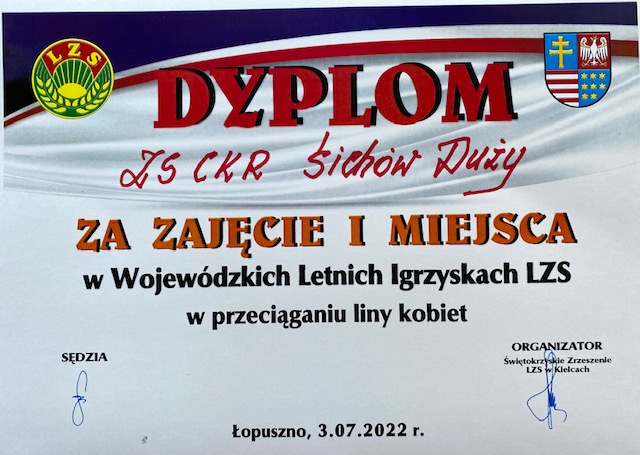 LZS
DYPLOM
ZS CKR Sichów Duży
ZA ZAJĘCIE I MIEJSCA
w Wojewódzkich Letnich Igrzyskach LZS
w przeciąganiu liny kobiet
SĘDZIA
ORGANIZATOR
Świętokrzyskie Zrzeszenie
LZS w Kielcach
Łopuszno, 3.07.2022 r.